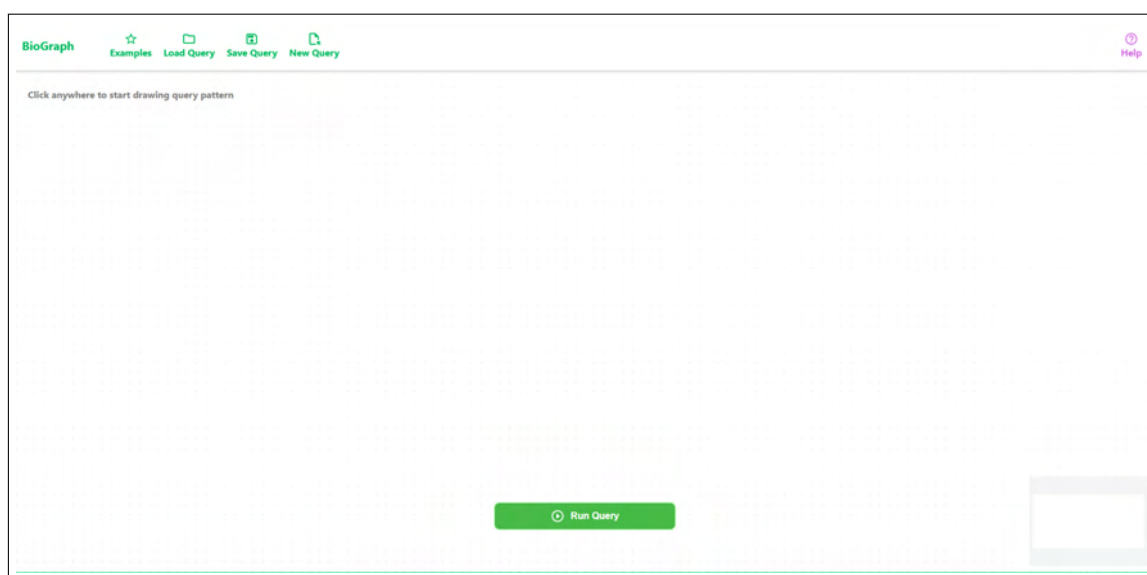 BioGraph
Examples Load Query Save Query New Query
Help
Click anywhere to start drawing query pattern
Run Query